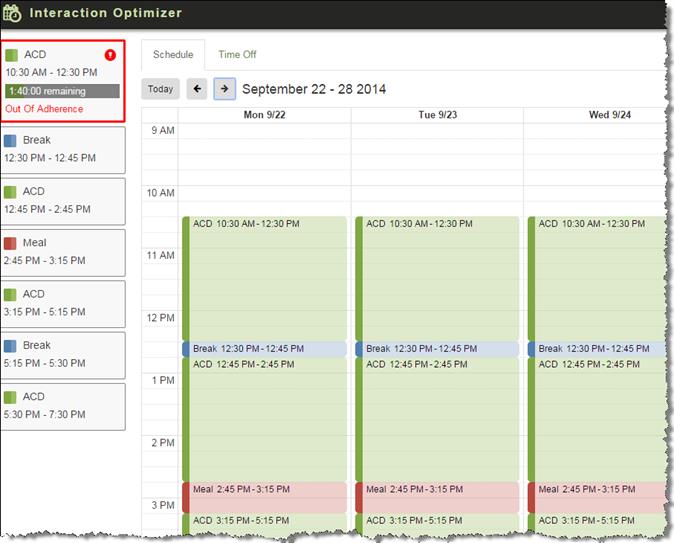 Interaction Optimizer
ACD
10:30 AM - 12:30 PM
1:40:00 remaining
Out Of Adherence
Break
12:30 PM - 12:45 PM
ACD
12:45 PM - 2:45 PM
Meal
2:45 PM - 3:15 PM
ACD
3:15 PM - 5:15 PM
Break
5:15 PM - 5:30 PM
ACD
5:30 PM - 7:30 PM
Schedule Time Off
Today September 22 - 28 2014
Mon 9/22 Tue 9/23 Wed 9/24
9 AM
10 AM
ACD 10:30 AM - 12:30 PM ACD 10:30 AM - 12:30 PM ACD 10:30 AM - 12:30 PM
11 AM
12 PM
Break 12:30 PM - 12:45 PM Break 12:30 PM - 12:45 PM Break 12:30 PM - 12:45 PM
ACD 12:45 PM - 2:45 PM ACD 12:45 PM - 2:45 PM ACD 12:45 PM - 2:45 PM
1 PM
2 PM
Meal 2:45 PM - 3:15 PM Meal 2:45 PM - 3:15 PM Meal 2:45 PM - 3:15 PM
3 PM
ACD 3:15 PM - 5:15 PM ACD 3:15 PM - 5:15 PM ACD 3:15 PM - 5:15 PM